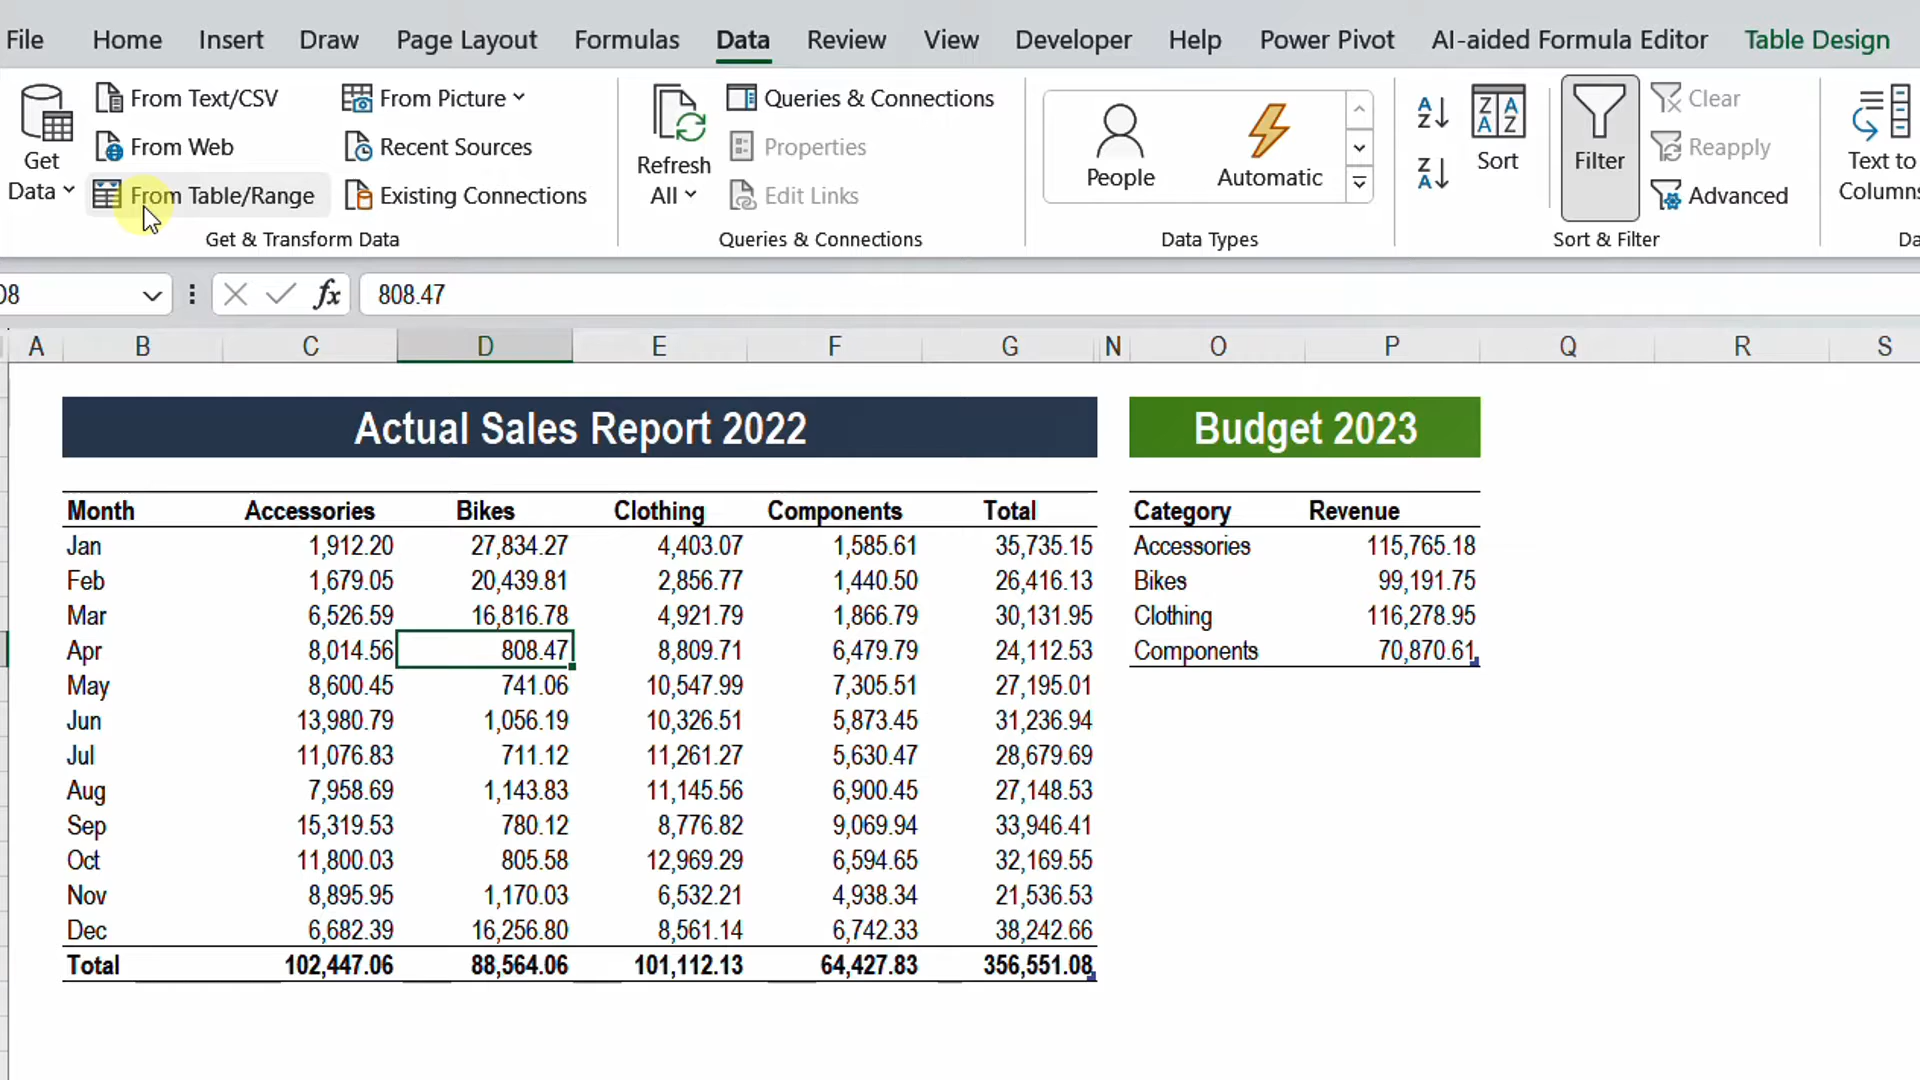 File Home Insert Draw Page Layout Formulas Data Review View Developer Help Power Pivot AI-aided Formula Editor Table Design
Get Data
From Text/CSV
From Web
From Table/Range
From Picture
Recent Sources
Existing Connections
Get & Transform Data
Refresh All
Queries & Connections
Properties
Edit Links
Queries & Connections
People
Automatic
Data Types
Sort
Filter
Clear
Reapply
Advanced
Sort & Filter
Text to
Columns
Da
08 fx 808.47
A B C D E F G N O P Q R S
Actual Sales Report 2022 Budget 2023
Month Accessories Bikes Clothing Components Total Category Revenue
Jan 1,912.20 27,834.27 4,403.07 1,585.61 35,735.15 Accessories 115,765.18
Feb 1,679.05 20,439.81 2,856.77 1,440.50 26,416.13 Bikes 99,191.75
Mar 6,526.59 16,816.78 4,921.79 1,866.79 30,131.95 Clothing 116,278.95
Apr 8,014.56 808.47 8,809.71 6,479.79 24,112.53 Components 70,870.61
May 8,600.45 741.06 10,547.99 7,305.51 27,195.01
Jun 13,980.79 1,056.19 10,326.51 5,873.45 31,236.94
Jul 11,076.83 711.12 11,261.27 5,630.47 28,679.69
Aug 7,958.69 1,143.83 11,145.56 6,900.45 27,148.53
Sep 15,319.53 780.12 8,776.82 9,069.94 33,946.41
Oct 11,800.03 805.58 12,969.29 6,594.65 32,169.55
Nov 8,895.95 1,170.03 6,532.21 4,938.34 21,536.53
Dec 6,682.39 16,256.80 8,561.14 6,742.33 38,242.66
Total 102,447.06 88,564.06 101,112.13 64,427.83 356,551.08